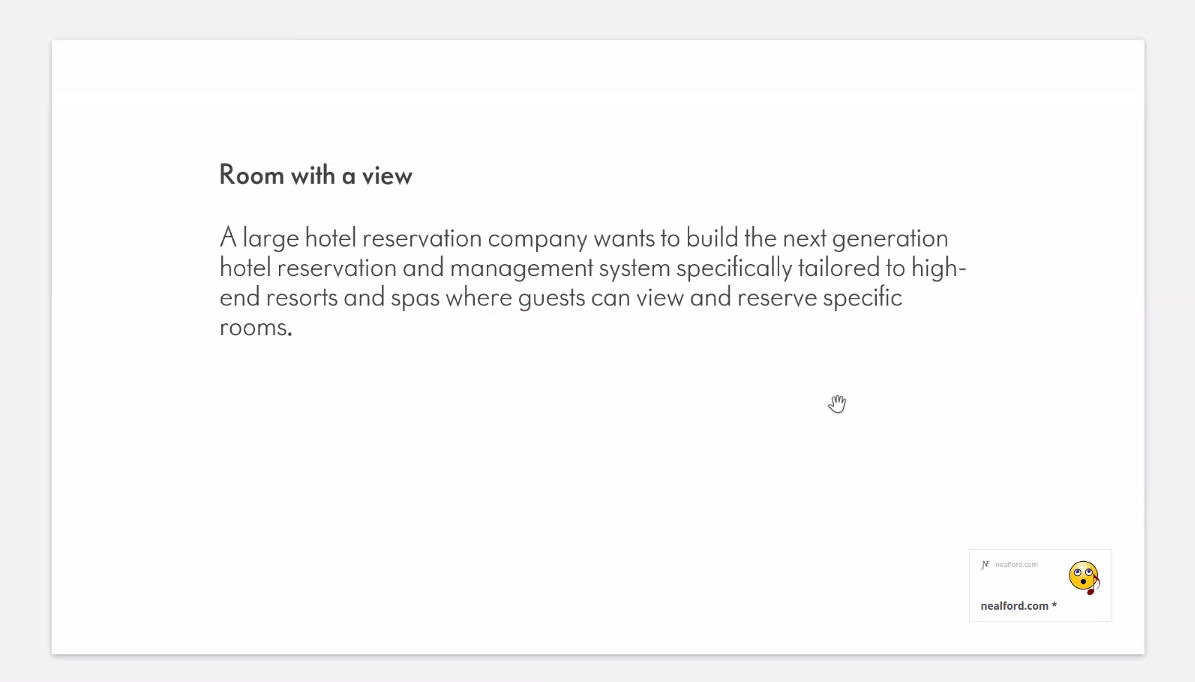 Room with a view
A large hotel reservation company wants to build the next generation
hotel reservation and management system specifically tailored to high-
end resorts and spas where guests can view and reserve specific
rooms.
NF nealford.com
nealford.com *